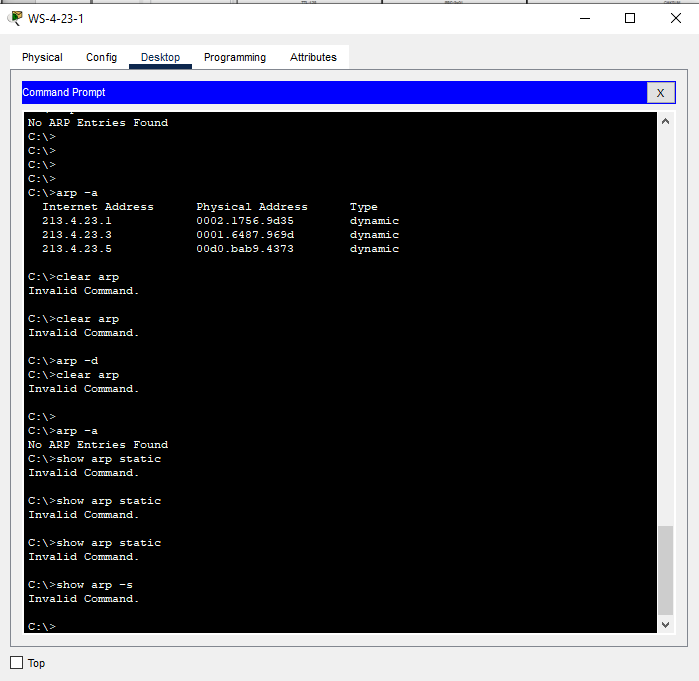 WS-4-23-1
Physical Config Desktop Programming Attributes
Command Prompt X
No ARP Entries Found
C:\>
C:\>
C:\>
C:\>
C:\>arp -a
Internet Address Physical Address Type
213.4.23.1 0002.1756.9d35 dynamic
213.4.23.3 0001.6487.969d dynamic
213.4.23.5 00d0.bab9.4373 dynamic
C:\>clear arp
Invalid Command.
C:\>clear arp
Invalid Command.
C:\>arp -d
C:\>clear arp
Invalid Command.
C:\>
C:\>arp -a
No ARP Entries Found
C:\>show arp static
Invalid Command.
C:\>show arp static
Invalid Command.
C:\>show arp static
Invalid Command.
C:\>show arp -s
Invalid Command.
C:\>
Top